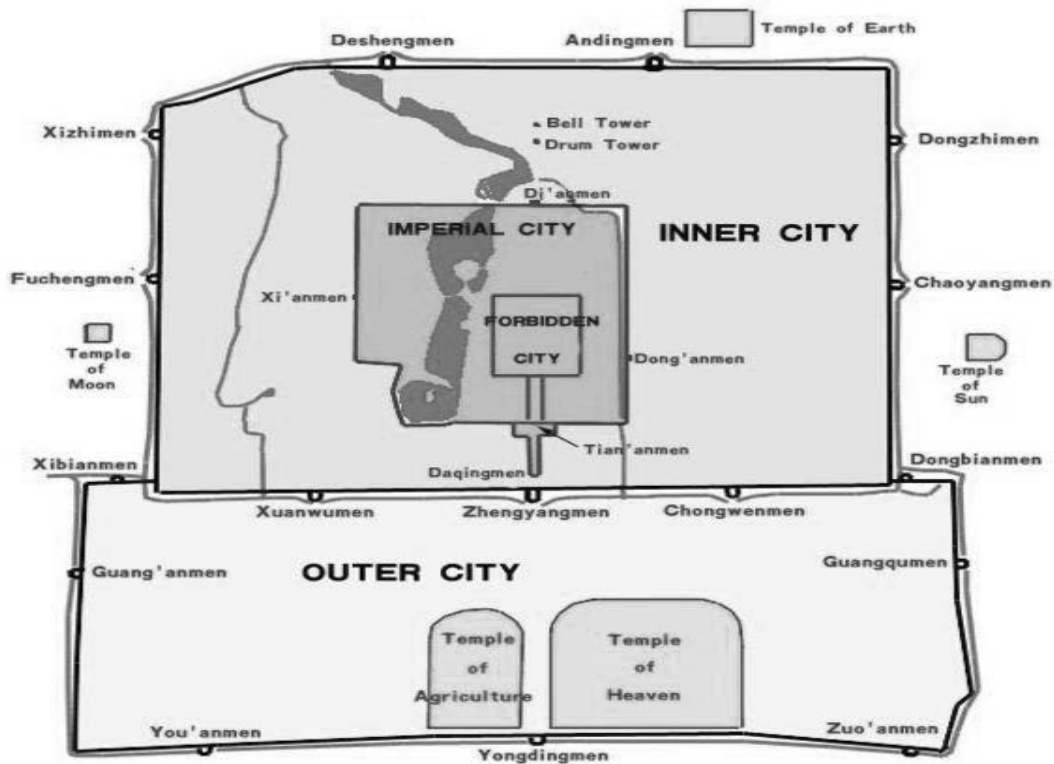 Temple of Earth
Deshengmen
Andingmen
Xizhimen
Bell Tower
Drum Tower
Dongzhimen
Di'anmen
IMPERIAL CITY
INNER CITY
Fuchengmen
Chaoyangmen
Xi'anmen
FORBIDDEN
CITY
Temple
of
Moon
Dong'anmen
Temple
of
Sun
Tian'anmen
Xibianmen
Daqingmen
Dongbianmen
Xuanwumen
Zhengyangmen
Chongwenmen
Guang'anmen
OUTER CITY
Guangqumen
Temple
of
Agriculture
Temple
of
Heaven
You'anmen
Zuo'anmen
Yongdingmen